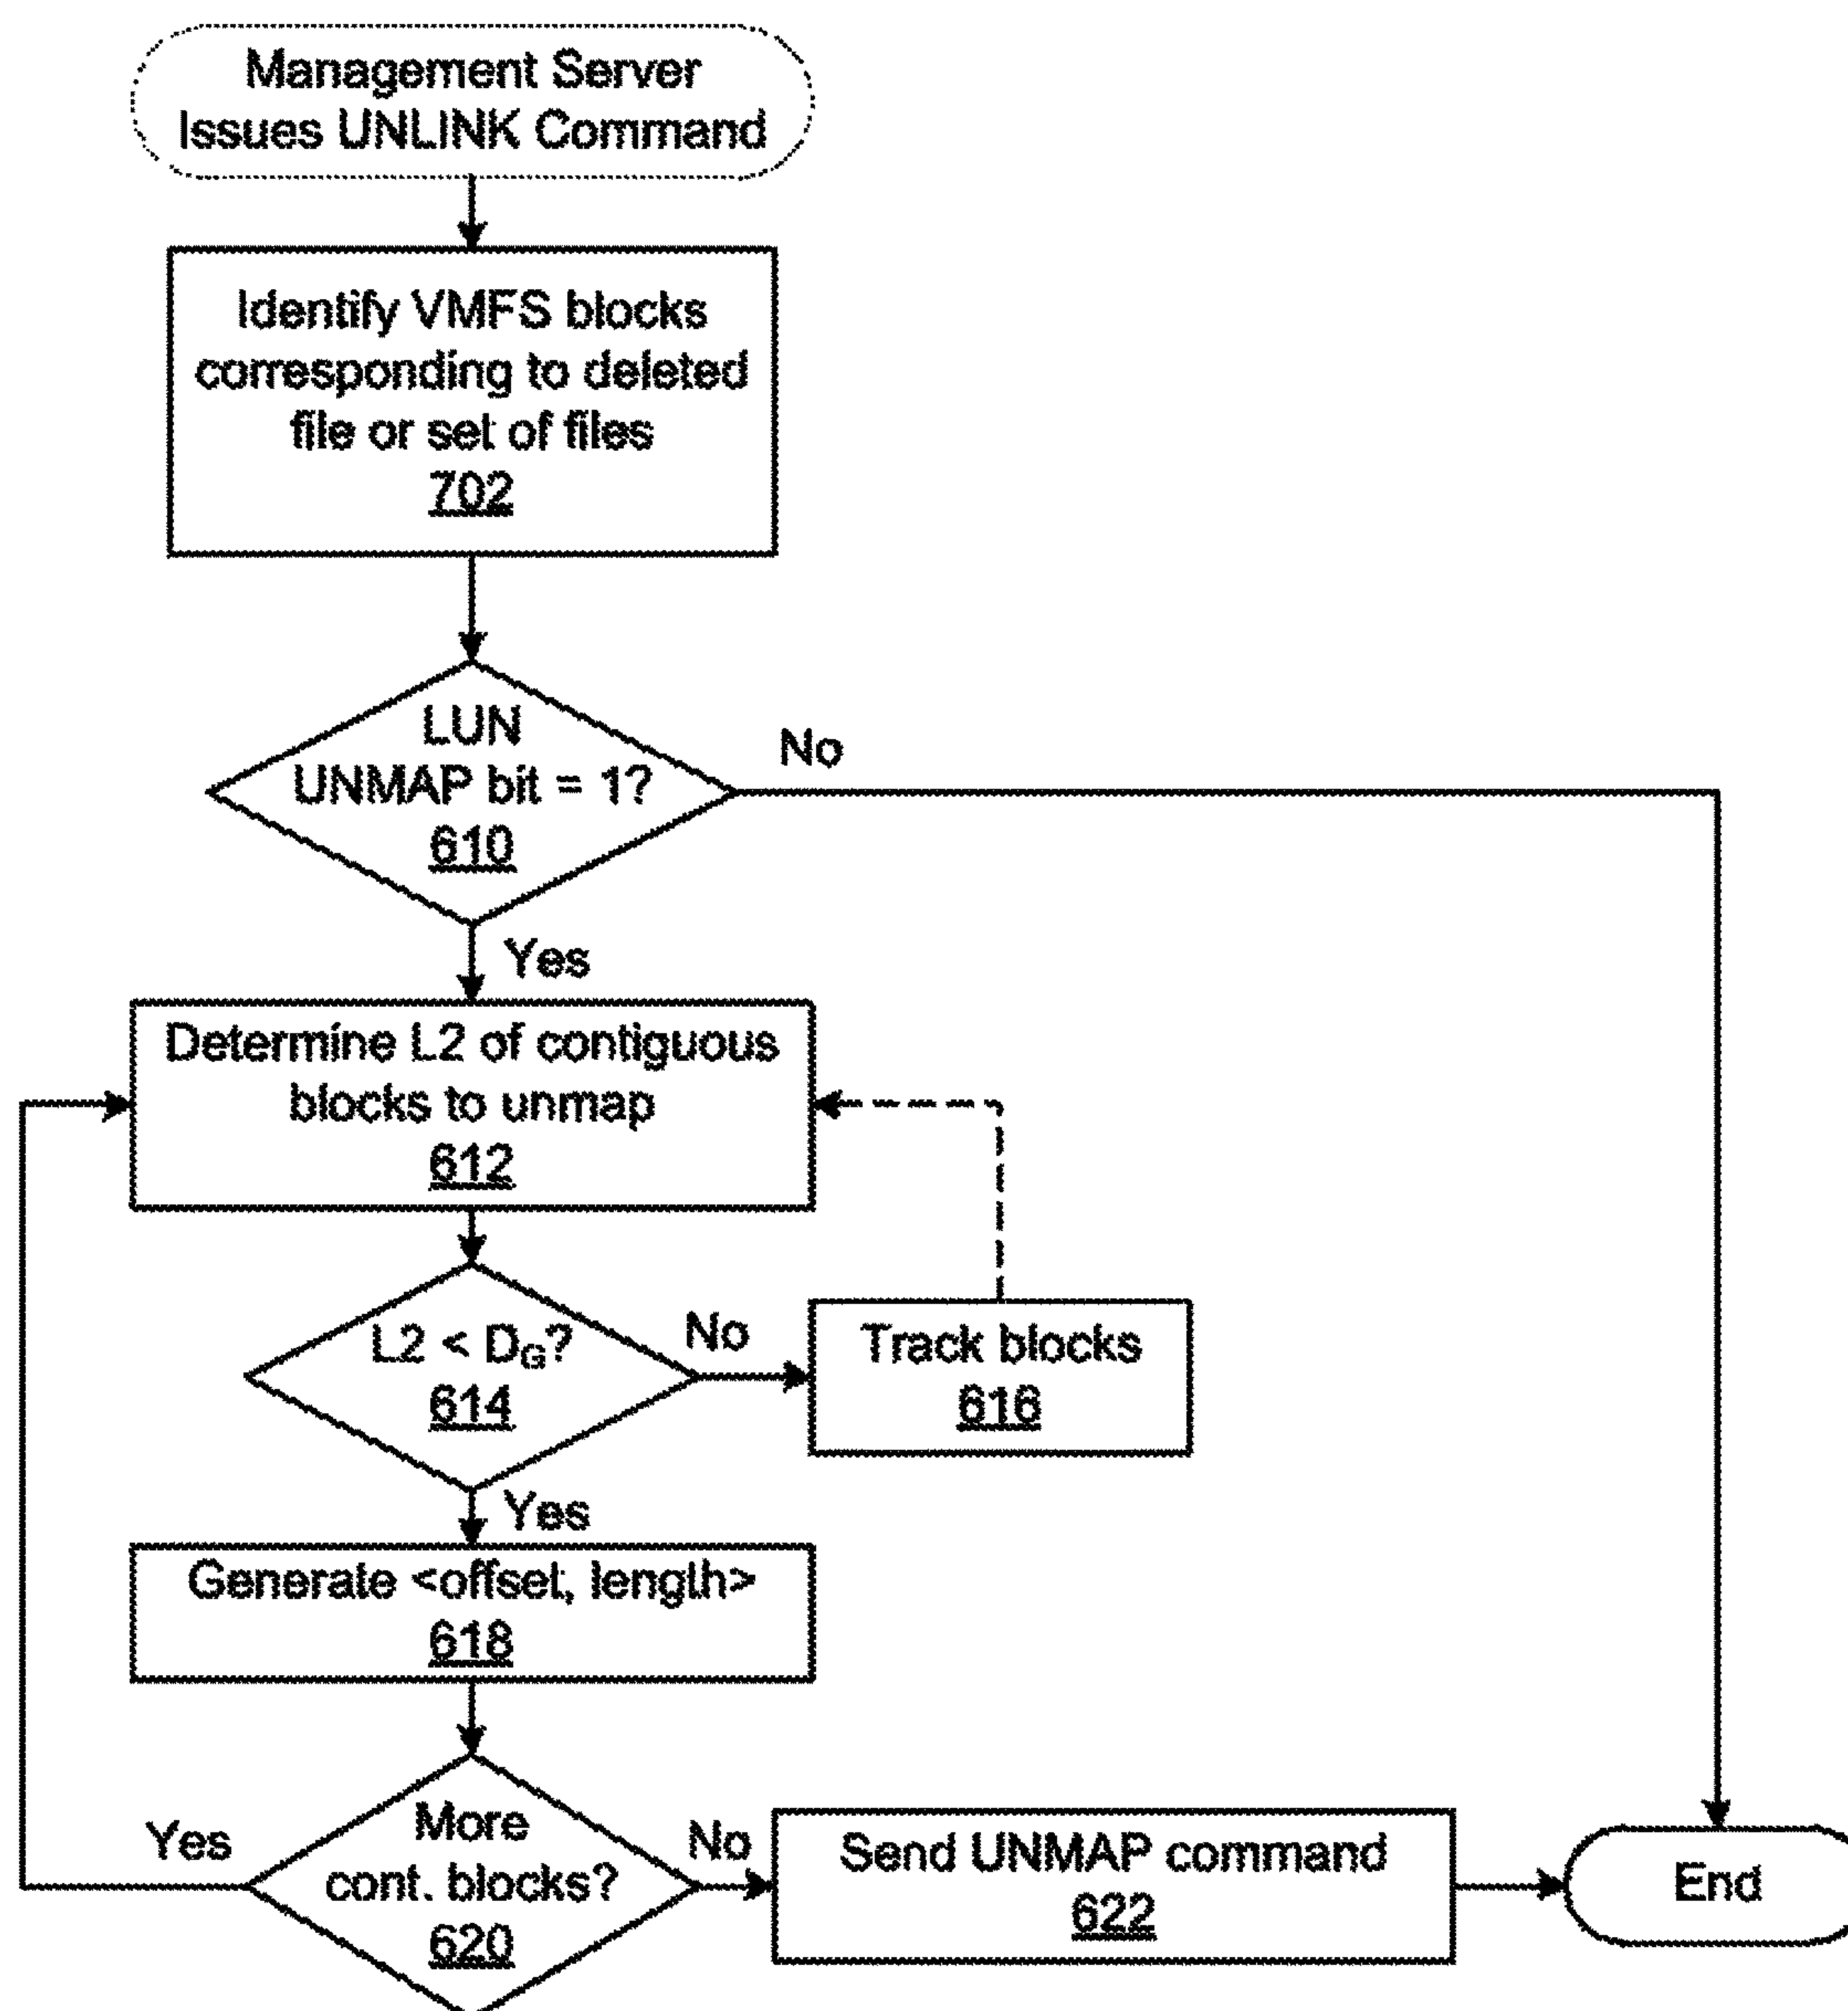 Management Server
Issues UNLINK Command
Identify VMFS blocks
corresponding to deleted
file or set of files
702
LUN
UNMAP bit = 1?
610
No
Yes
Determine L2 of contiguous
blocks to unmap
612
L2 < D_G?
614
No
Track blocks
616
Yes
Generate <offset, length>
618
More
cont. blocks?
620
Yes
No
Send UNMAP command
622
End